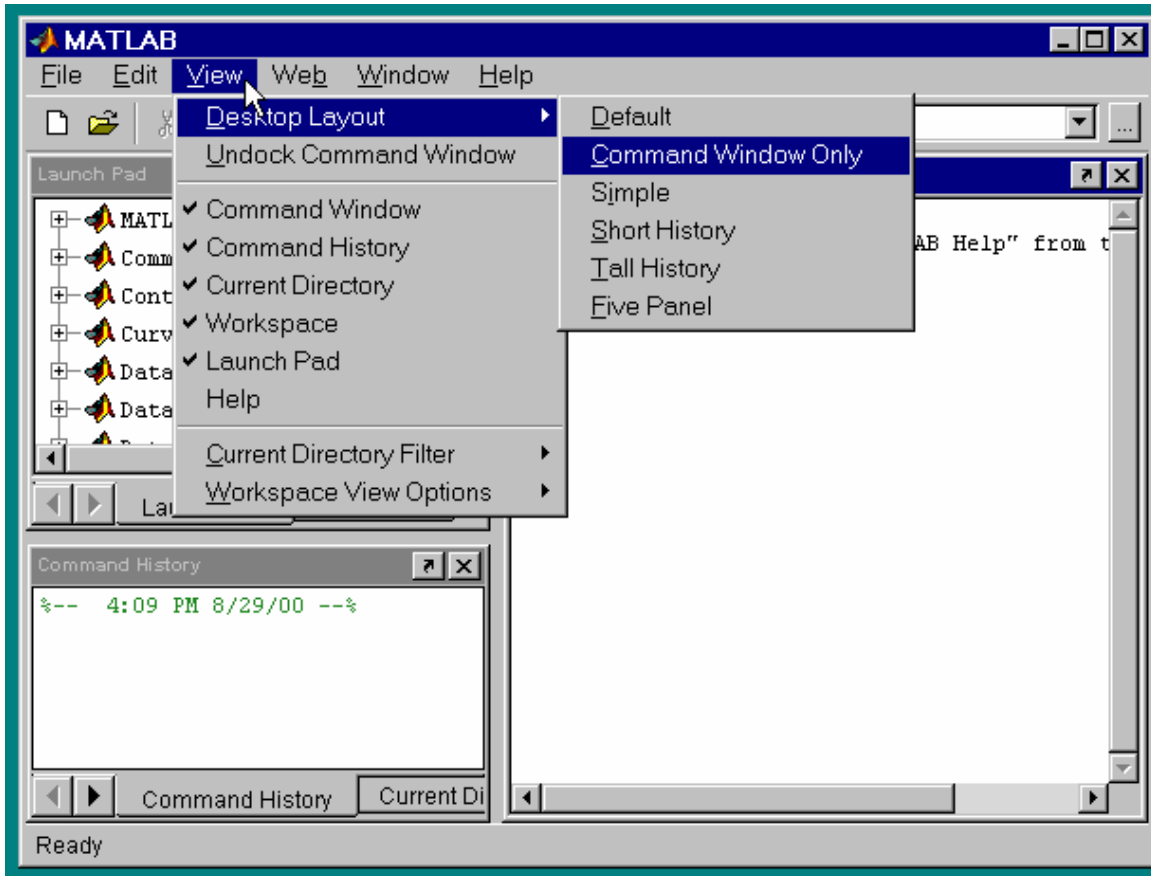 MATLAB
File Edit View Web Window Help
...
Desktop Layout
Undock Command Window
Command Window
Command History
Current Directory
Workspace
Launch Pad
Help
Current Directory Filter
Workspace View Options
Default
Command Window Only
Simple
Short History
Tall History
Five Panel
Launch Pad
MATL
Comm
Cont
Curv
Data
Data
AB Help" from t
Lau
Command History
%-- 4:09 PM 8/29/00 --%
Command History Current Di
Ready